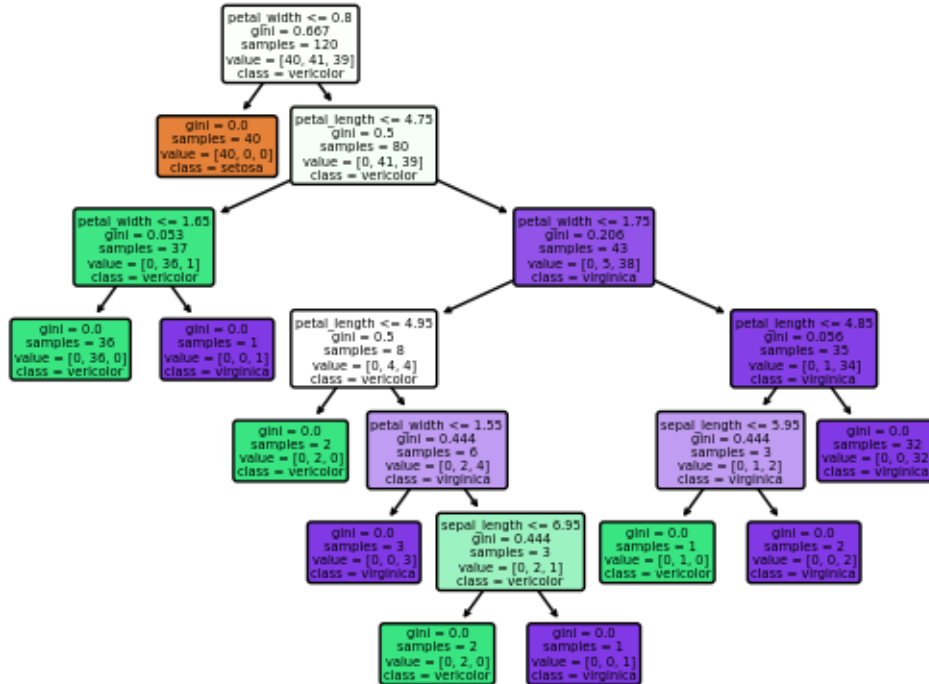 petal_width <= 0.8
gini = 0.667
samples = 120
value = [40, 41, 39]
class = vericolor
gini = 0.0
samples = 40
value = [40, 0, 0]
class = setosa
petal_length <= 4.75
gini = 0.5
samples = 80
value = [0, 41, 39]
class = vericolor
petal_width <= 1.65
gini = 0.053
samples = 37
value = [0, 36, 1]
class = vericolor
petal_width <= 1.75
gini = 0.206
samples = 43
value = [0, 5, 38]
class = virginica
gini = 0.0
samples = 36
value = [0, 36, 0]
class = vericolor
gini = 0.0
samples = 1
value = [0, 0, 1]
class = virginica
petal_length <= 4.95
gini = 0.5
samples = 8
value = [0, 4, 4]
class = vericolor
petal_length <= 4.85
gini = 0.056
samples = 35
value = [0, 1, 34]
class = virginica
gini = 0.0
samples = 2
value = [0, 2, 0]
class = vericolor
petal_width <= 1.55
gini = 0.444
samples = 6
value = [0, 2, 4]
class = virginica
sepal_length <= 5.95
gini = 0.444
samples = 3
value = [0, 1, 2]
class = virginica
gini = 0.0
samples = 32
value = [0, 0, 32]
class = virginica
gini = 0.0
samples = 3
value = [0, 0, 3]
class = virginica
sepal_length <= 6.95
gini = 0.444
samples = 3
value = [0, 2, 1]
class = vericolor
gini = 0.0
samples = 1
value = [0, 1, 0]
class = vericolor
gini = 0.0
samples = 2
value = [0, 0, 2]
class = virginica
gini = 0.0
samples = 2
value = [0, 2, 0]
class = vericolor
gini = 0.0
samples = 1
value = [0, 0, 1]
class = virginica